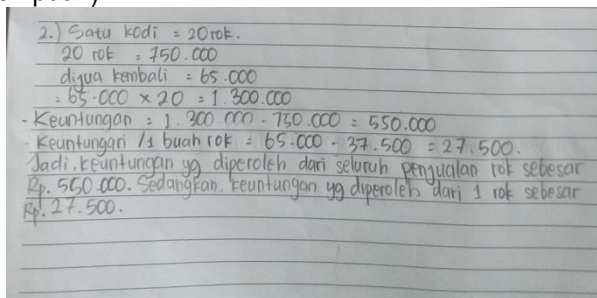 2.) Satu kodi = 20 rok.
20 rok = 750.000
dijua kembali = 65.000
= 65.000 × 20 = 1.300.000
- Keuntungan = 1.300 000 - 750.000 = 550.000
- Keuntungan /1 buah rok = 65.000 - 37.500 = 27.500.
Jadi, keuntungan yg diperoleh dari seluruh penjualan rok sebesar
Rp. 550.000. Sedangkan, keuntungan yg diperoleh dari 1 rok sebesar
Rp. 27.500.